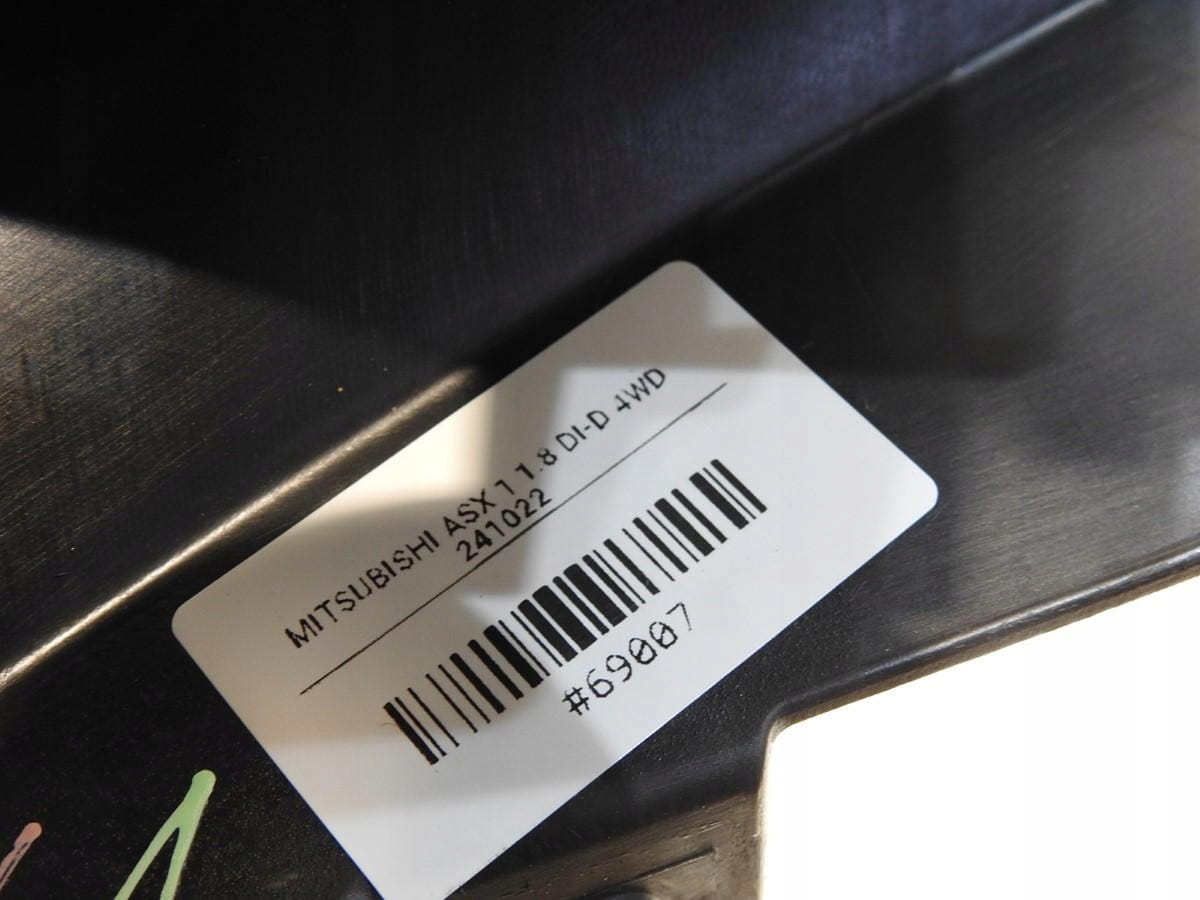 MITSUBISHI ASX 1 1.8 DI-D 4WD
241022
#69007